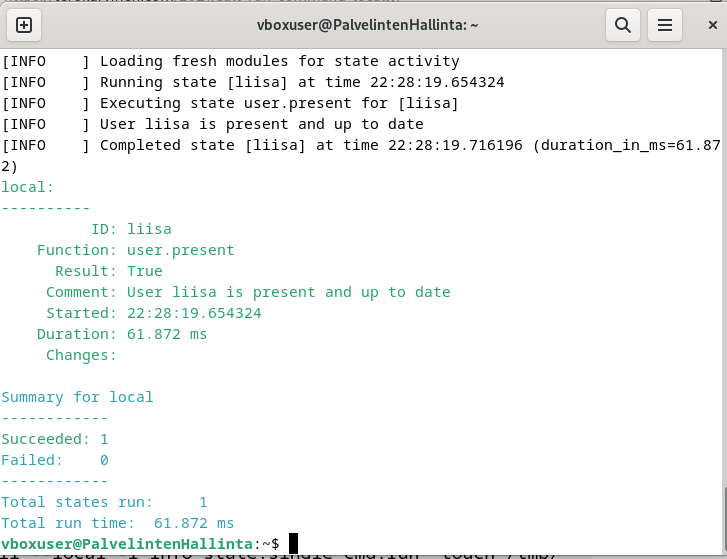 vboxuser@PalvelintenHallinta: ~
[INFO    ] Loading fresh modules for state activity
[INFO    ] Running state [liisa] at time 22:28:19.654324
[INFO    ] Executing state user.present for [liisa]
[INFO    ] User liisa is present and up to date
[INFO    ] Completed state [liisa] at time 22:28:19.716196 (duration_in_ms=61.87
2)
local:
----------
          ID: liisa
    Function: user.present
      Result: True
     Comment: User liisa is present and up to date
     Started: 22:28:19.654324
    Duration: 61.872 ms
     Changes:
Summary for local
------------
Succeeded: 1
Failed:    0
------------
Total states run:     1
Total run time:  61.872 ms
vboxuser@PalvelintenHallinta:~$